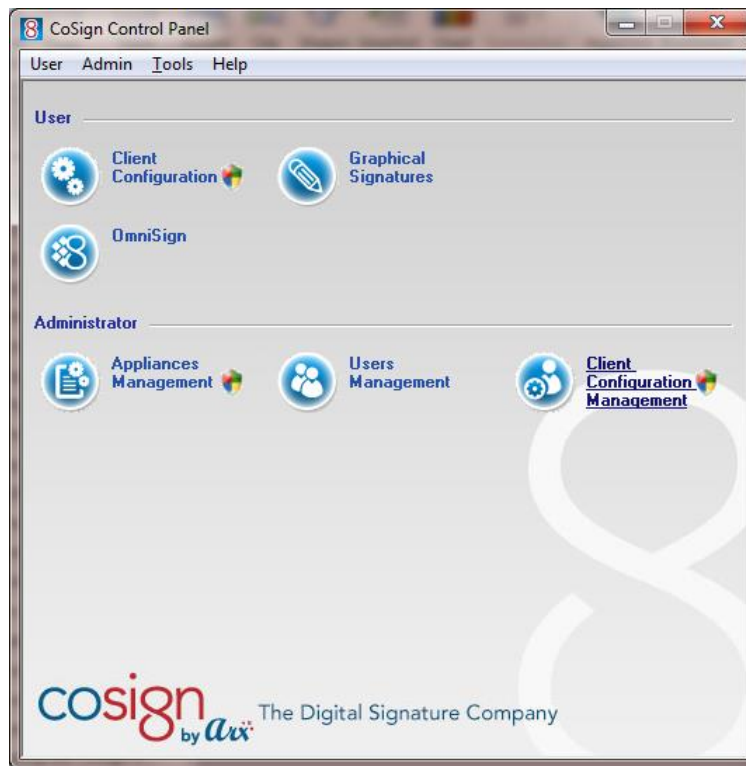 CoSign Control Panel
User Admin Tools Help
User
Client
Configuration
Graphical
Signatures
OmniSign
Administrator
Appliances
Management
Users
Management
Client
Configuration
Management
cosign
by arx
The Digital Signature Company